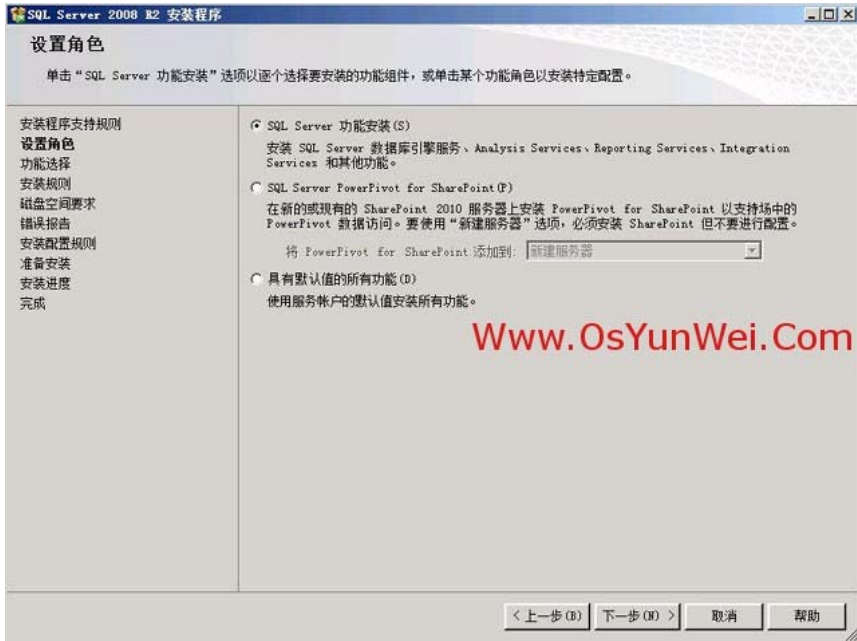 SQL Server 2008 R2 安装程序
设置角色
单击“SQL Server 功能安装”选项以逐个选择要安装的功能组件，或单击某个功能角色以安装特定配置。
安装程序支持规则
设置角色
功能选择
安装规则
磁盘空间要求
错误报告
安装配置规则
准备安装
安装进度
完成
SQL Server 功能安装(S)
安装 SQL Server 数据库引擎服务、Analysis Services、Reporting Services、Integration
Services 和其他功能。
SQL Server PowerPivot for SharePoint(P)
在新的或现有的 SharePoint 2010 服务器上安装 PowerPivot for SharePoint 以支持场中的
PowerPivot 数据访问。要使用“新建服务器”选项，必须安装 SharePoint 但不要进行配置。
将 PowerPivot for SharePoint 添加到: 新建服务器
具有默认值的所有功能(D)
使用服务帐户的默认值安装所有功能。
Www.OsYunWei.Com
< 上一步(B) 下一步(N) > 取消 帮助